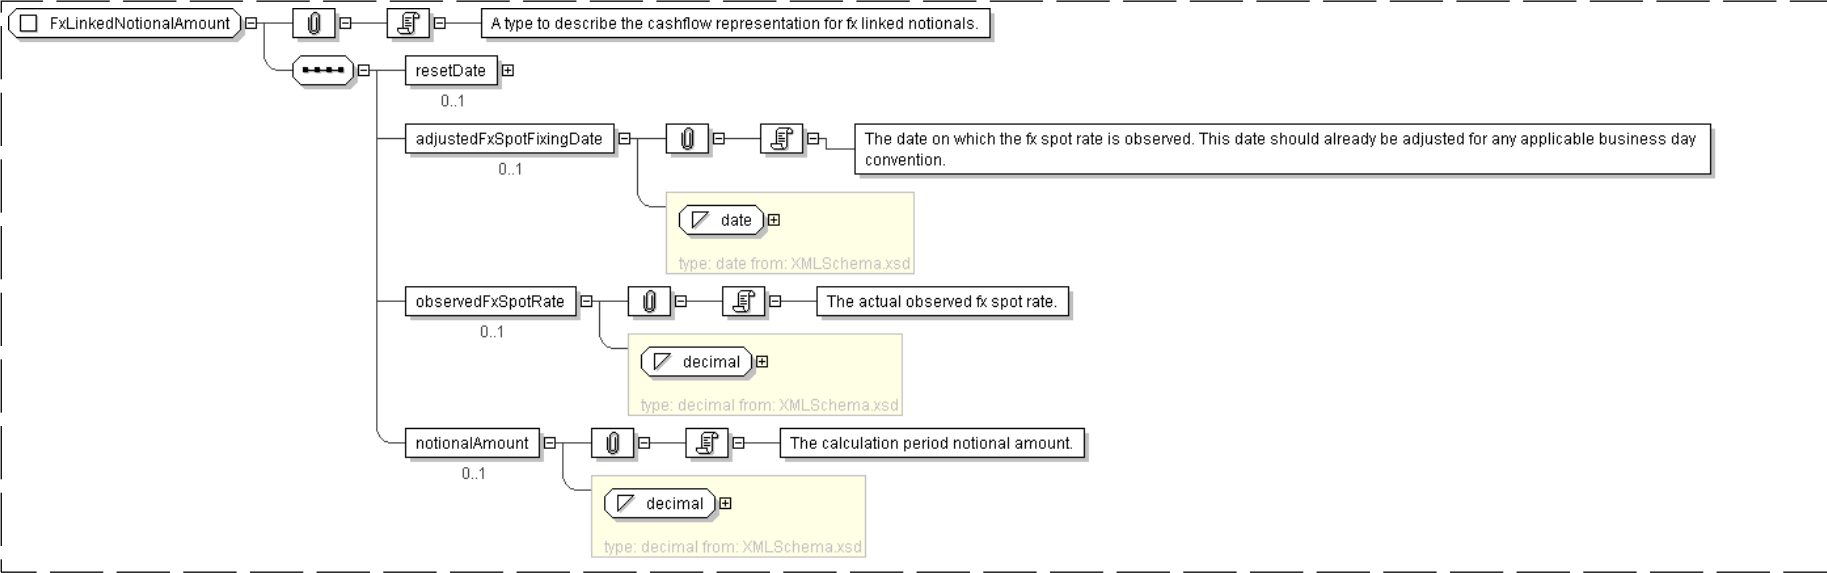 FxLinkedNotionalAmount
A type to describe the cashflow representation for fx linked notionals.
resetDate
0..1
adjustedFxSpotFixingDate
0..1
The date on which the fx spot rate is observed. This date should already be adjusted for any applicable business day
convention.
date
type: date from: XMLSchema.xsd
observedFxSpotRate
0..1
The actual observed fx spot rate.
decimal
type: decimal from: XMLSchema.xsd
notionalAmount
0..1
The calculation period notional amount.
decimal
type: decimal from: XMLSchema.xsd